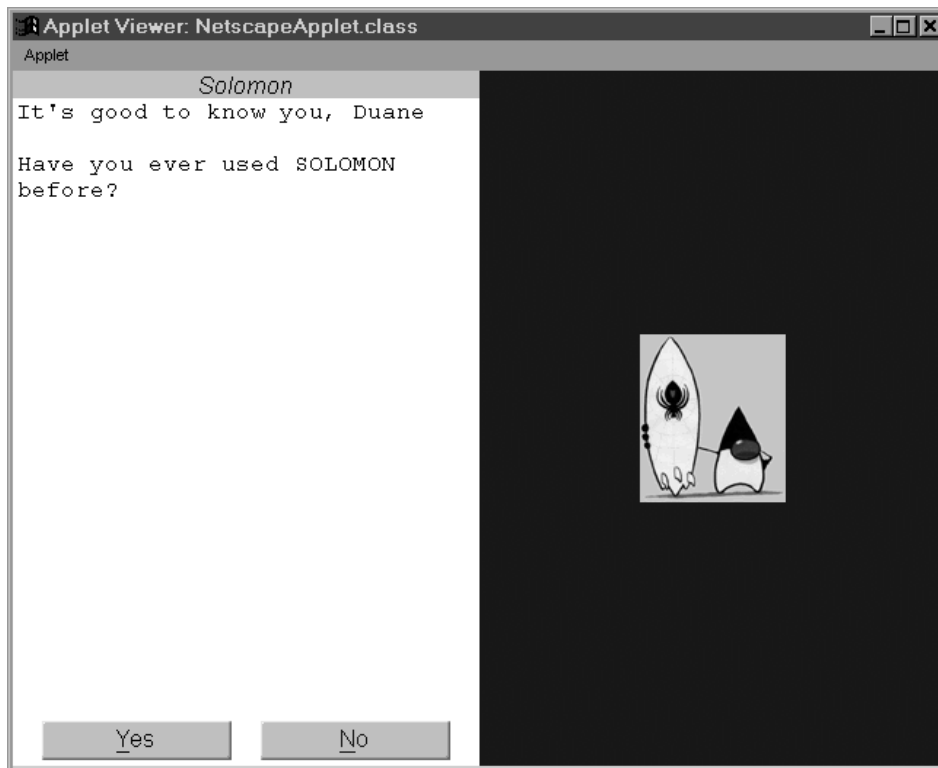 Applet Viewer: NetscapeApplet.class
Applet
Solomon
It's good to know you, Duane
Have you ever used SOLOMON
before?
Yes
No